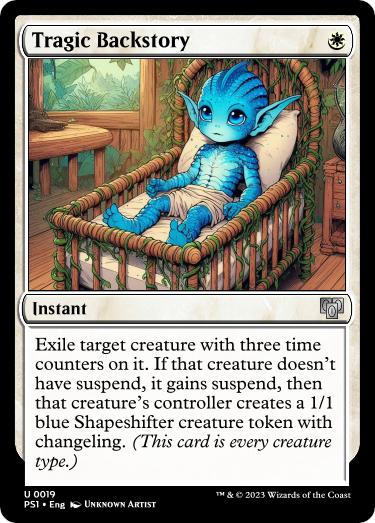 Tragic Backstory
Instant
Exile target creature with three time
counters on it. If that creature doesn't
have suspend, it gains suspend, then
that creature's controller creates a 1/1
blue Shapeshifter creature token with
changeling. (This card is every creature
type.)
U 0019
PS1 • Eng Unknown Artist
™ & © 2023 Wizards of the Coast